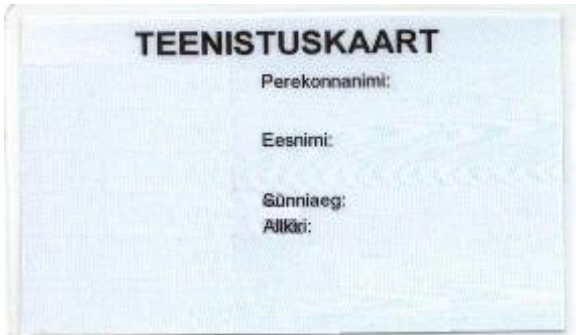 TEENISTUSKAART
Perekonnanimi:
Eesnimi:
Sünniaeg:
Allkiri: